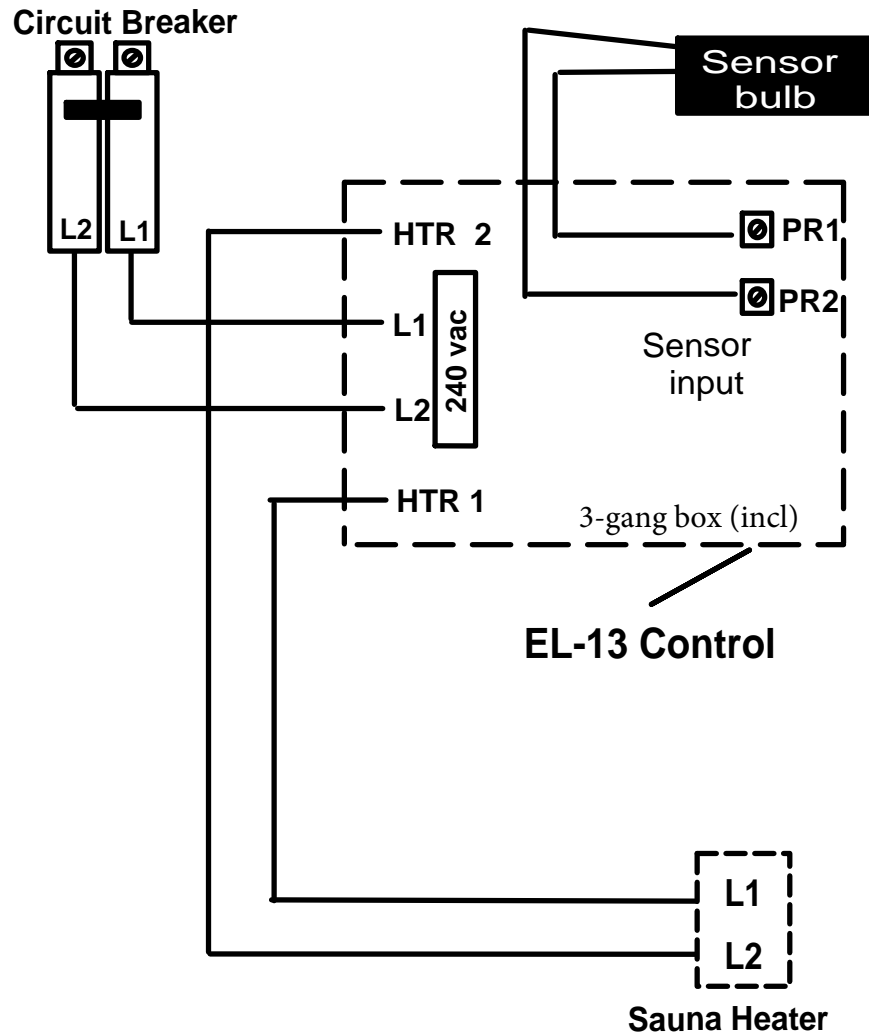 Circuit Breaker
L2
L1
Sensor
bulb
HTR 2
L1
L2
HTR 1
240 vac
PR1
PR2
Sensor
input
3-gang box (incl)
EL-13 Control
L1
L2
Sauna Heater